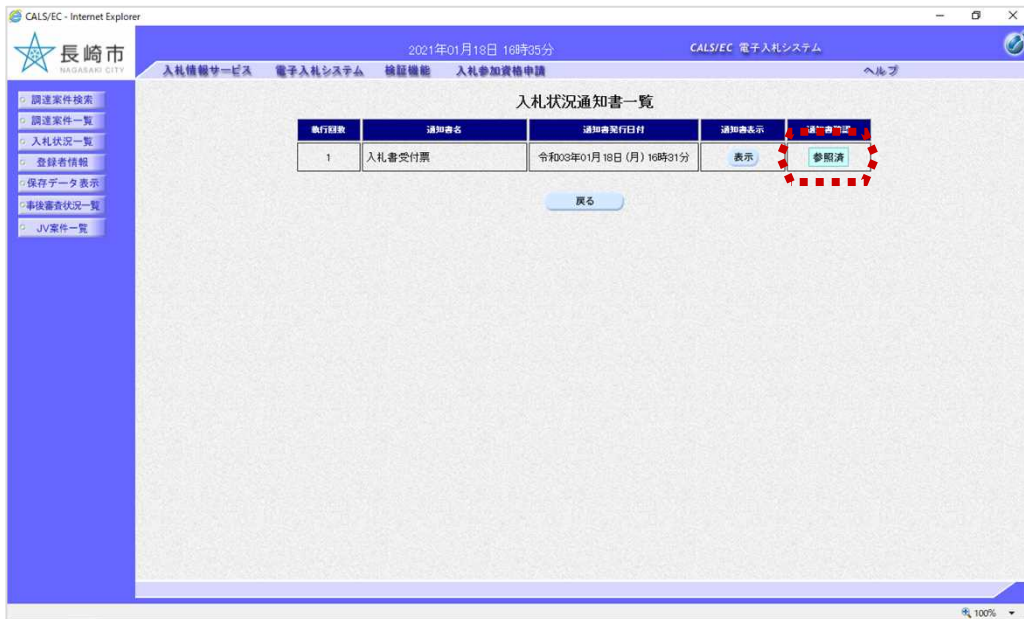 CALS/EC - Internet Explorer
長崎市
NAGASAKI CITY
2021年01月18日 16時35分
CALS/EC 電子入札システム
入札情報サービス 電子入札システム 検証機能 入札参加資格申請 ヘルプ
調達案件検索
調達案件一覧
入札状況一覧
登録者情報
保存データ表示
事後審査状況一覧
JV案件一覧
入札状況通知書一覧
執行回数 通知書名 通知書発行日付 通知書表示 通知書確認
1 入札書受付票 令和03年01月18日(月)16時31分 表示 参照済
戻る
100%